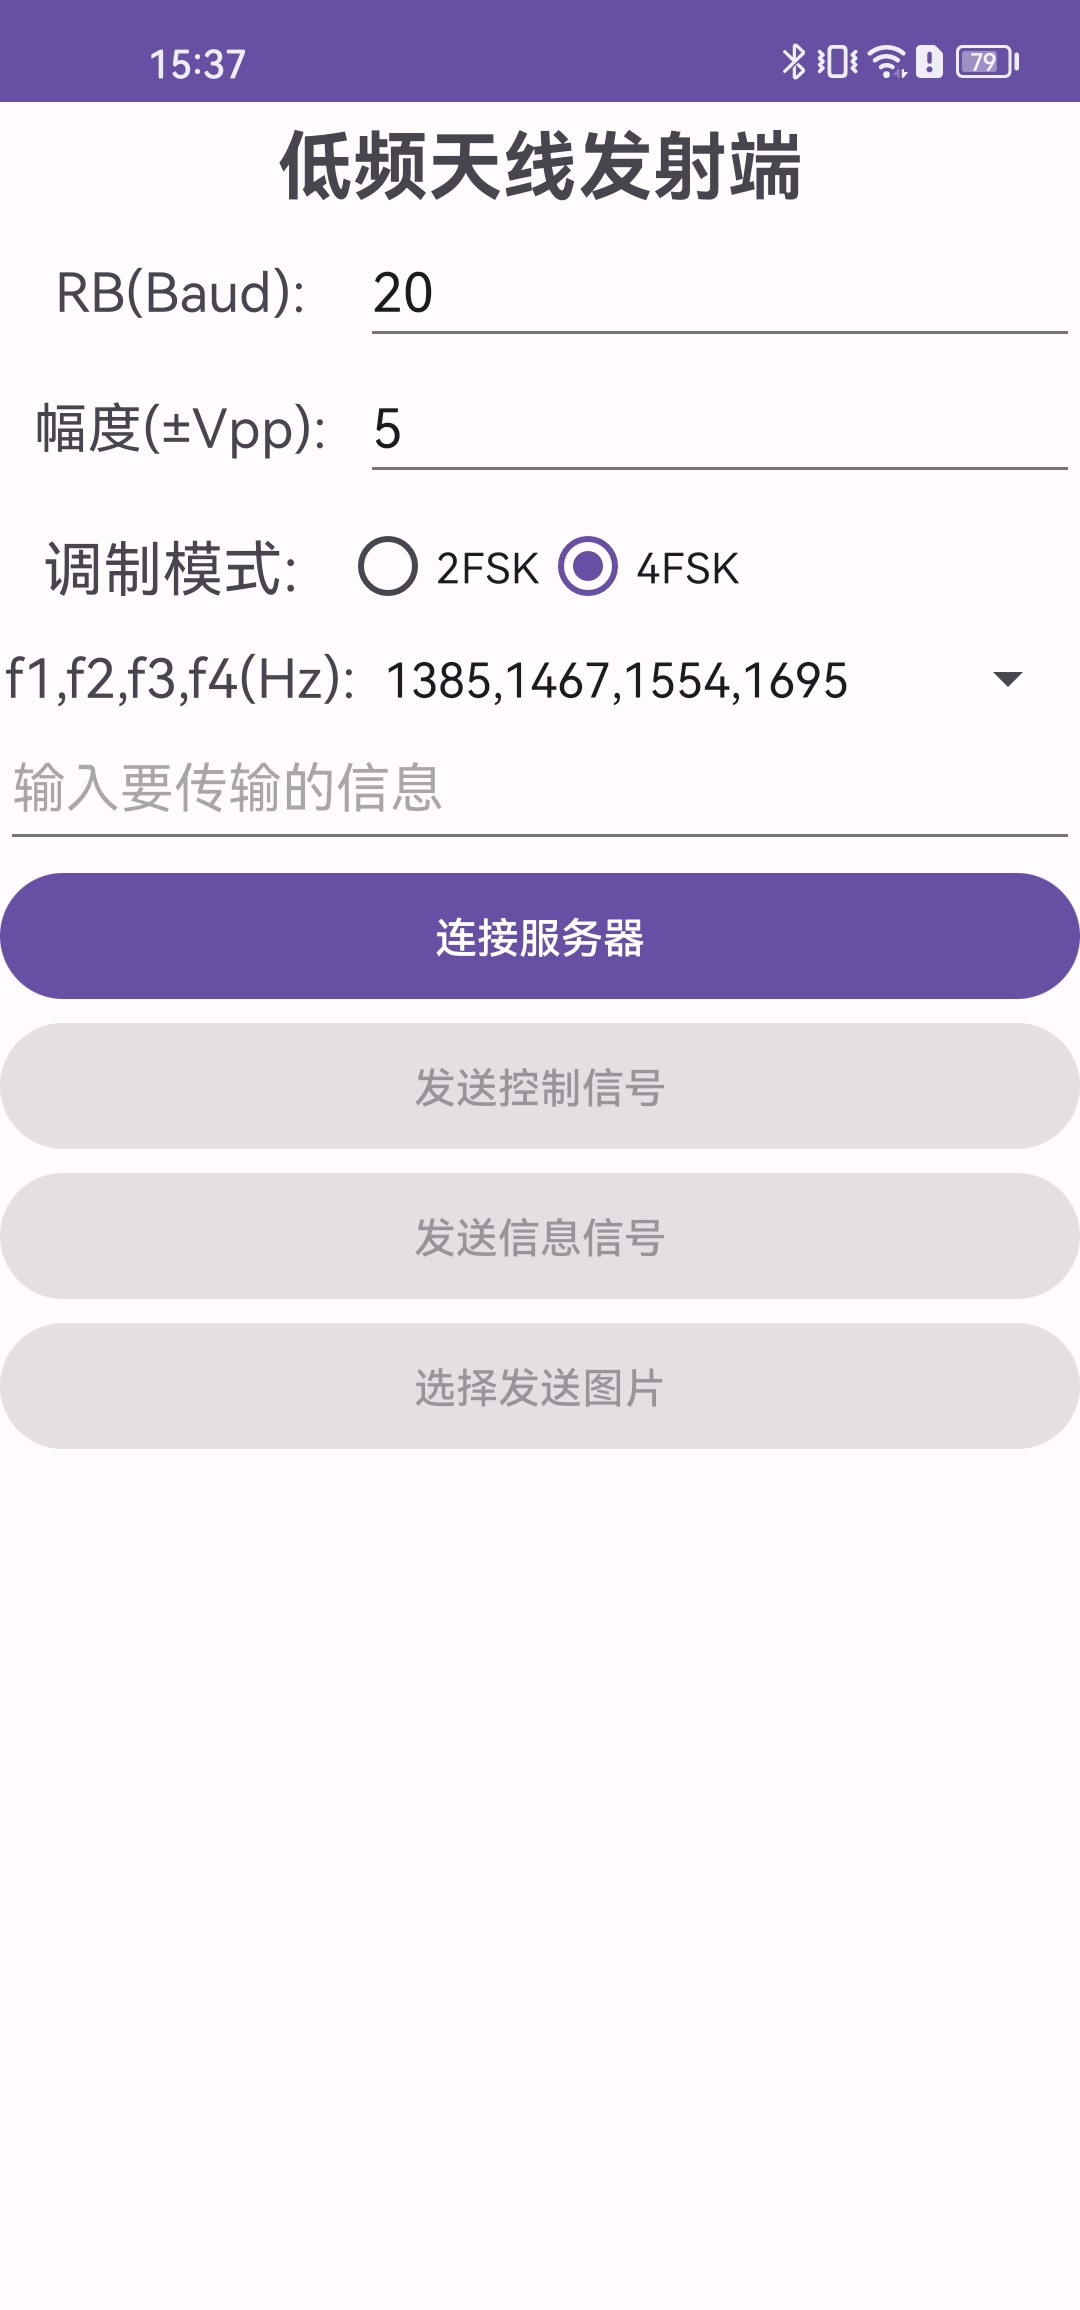 15:37 79
低频天线发射端
RB(Baud): 20
幅度(±Vpp): 5
调制模式: 2FSK 4FSK
f1,f2,f3,f4(Hz): 1385,1467,1554,1695
输入要传输的信息
连接服务器
发送控制信号
发送信息信号
选择发送图片